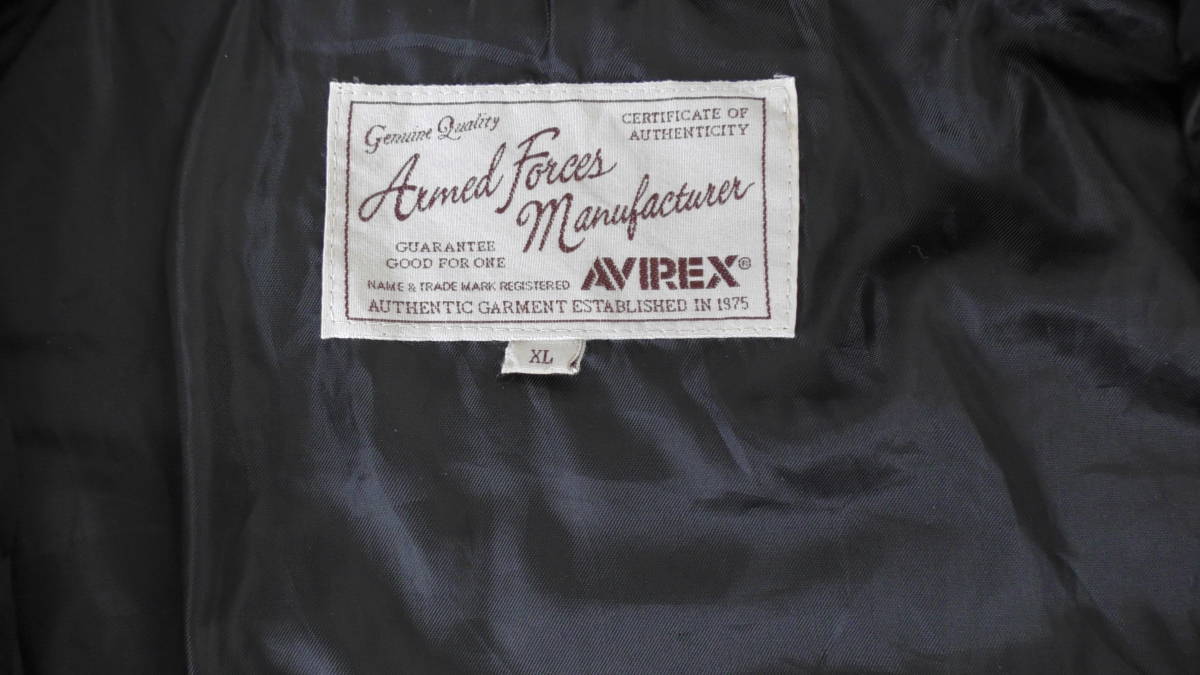 Genuine Quality
CERTIFICATE OF
AUTHENTICITY
Armed Forces
Manufacturer
GUARANTEE
GOOD FOR ONE
NAME & TRADE MARK REGISTERED
AVIREX®
AUTHENTIC GARMENT ESTABLISHED IN 1975
XL